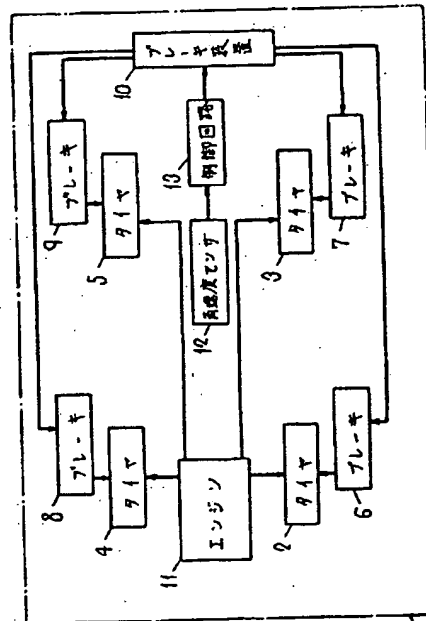 ブレーキ装置
10
ブレーキ
9
制御回路
13
タイヤ
5
タイヤ
3
ブレーキ
7
角速度センサ
12
ブレーキ
8
タイヤ
4
タイヤ
2
ブレーキ
6
エンジン
11